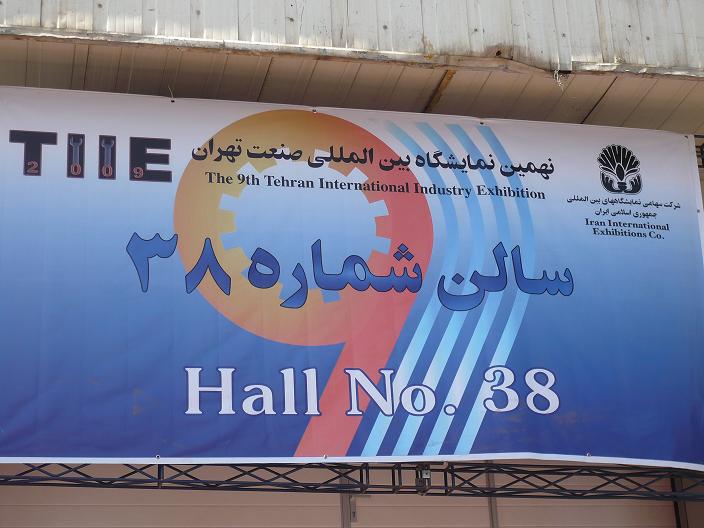 TIIE
2009
نهمین نمایشگاه بین المللی صنعت تهران
The 9th Tehran International Industry Exhibition
شرکت سهامی نمایشگاههای بین المللی
جمهوری اسلامی ایران
Iran International
Exhibitions Co.
9
سالن شماره ۳۸
Hall No. 38